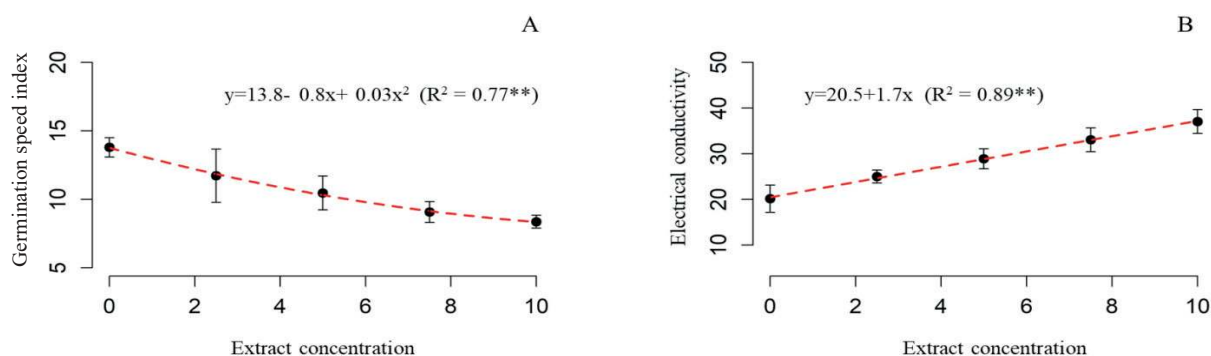 A
Germination speed index
20
15
10
5
y=13.8- 0.8x+ 0.03x² (R² = 0.77**)
0 2 4 6 8 10
Extract concentration
B
Electrical conductivity
50
40
30
20
10
y=20.5+1.7x (R² = 0.89**)
0 2 4 6 8 10
Extract concentration